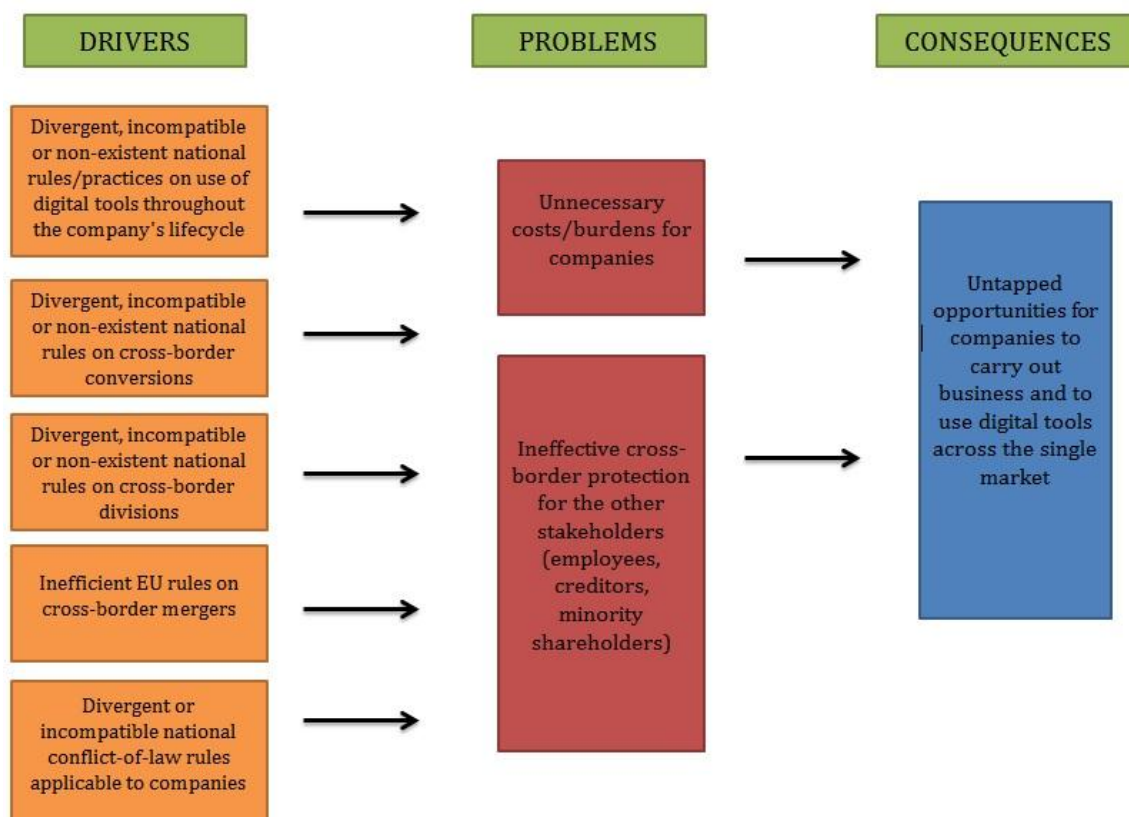 DRIVERS
PROBLEMS
CONSEQUENCES
Divergent, incompatible
or non-existent national
rules/practices on use of
digital tools throughout
the company's lifecycle
Divergent, incompatible
or non-existent national
rules on cross-border
conversions
Divergent, incompatible
or non-existent national
rules on cross-border
divisions
Inefficient EU rules on
cross-border mergers
Divergent or
incompatible national
conflict-of-law rules
applicable to companies
Unnecessary
costs/burdens for
companies
Ineffective cross-
border protection
for the other
stakeholders
(employees,
creditors,
minority
shareholders)
Untapped
opportunities for
companies to
carry out
business and to
use digital tools
across the single
market